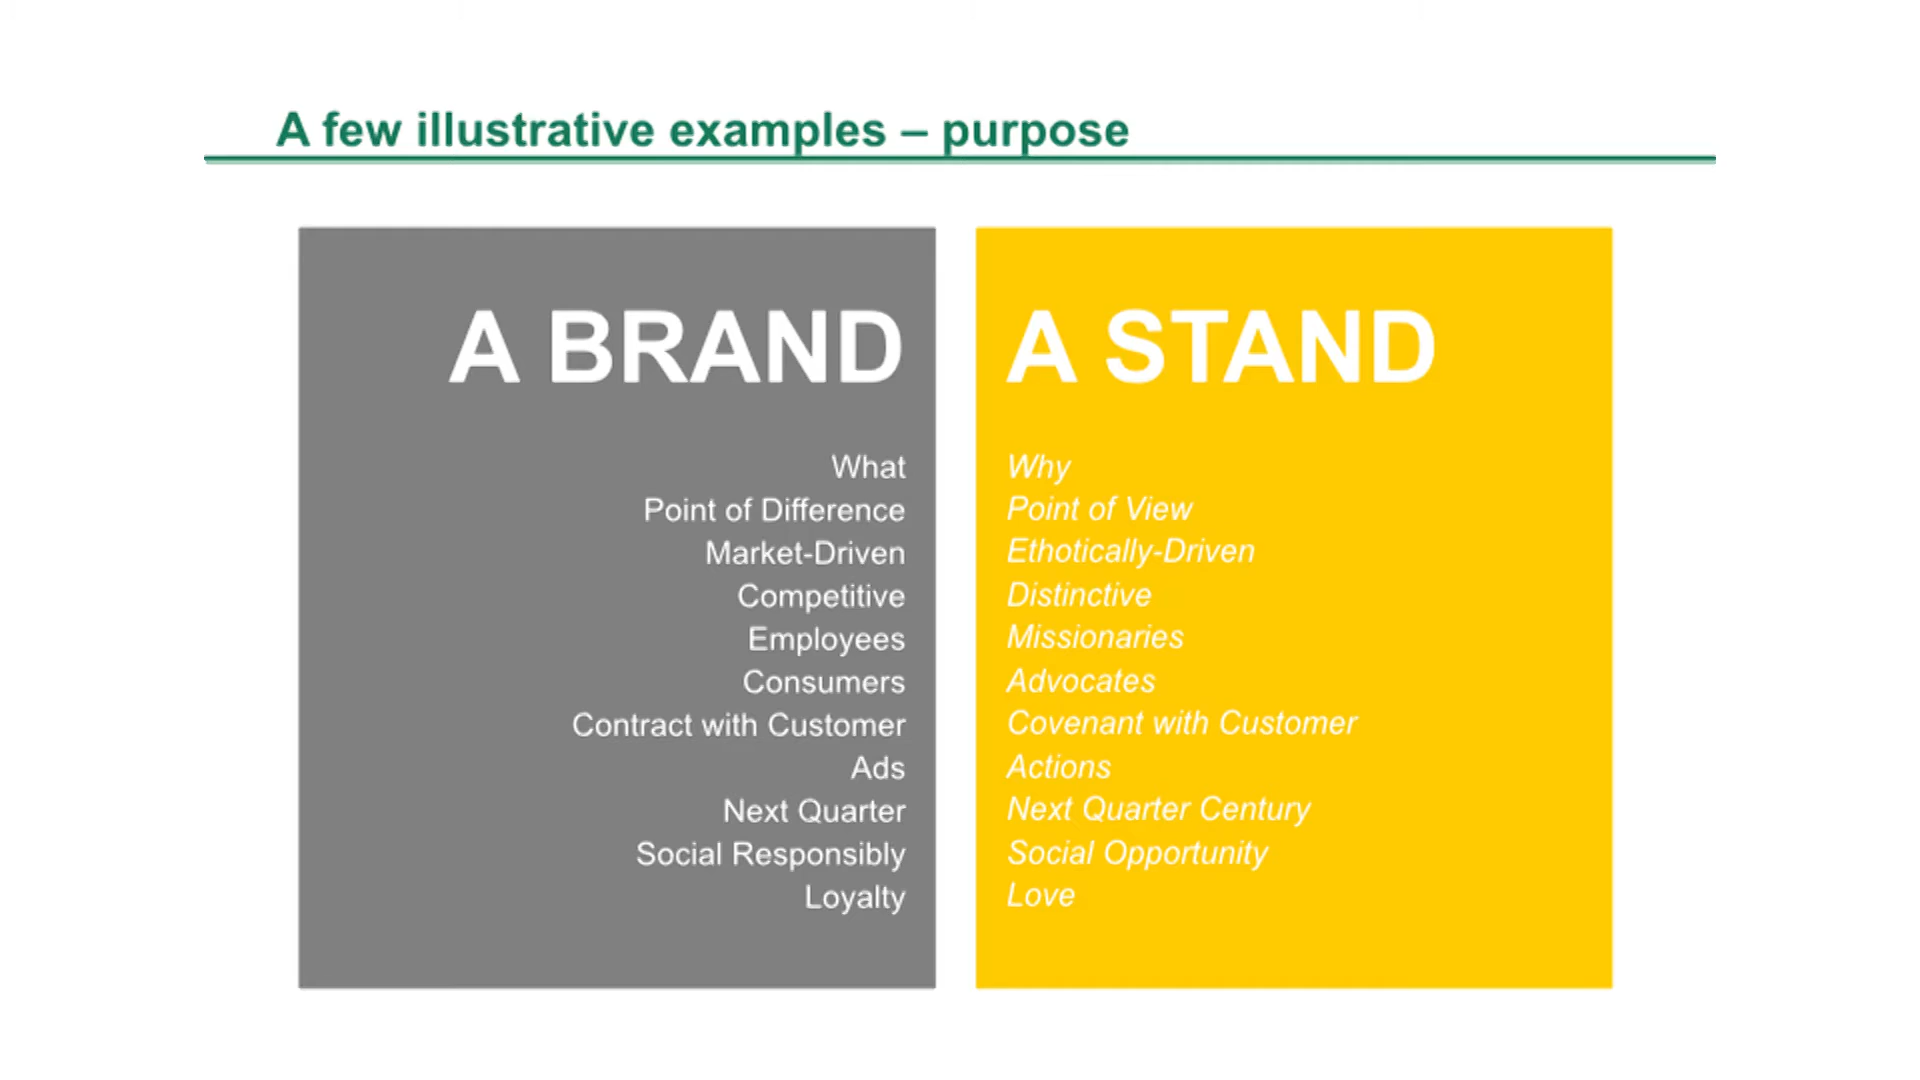 A few illustrative examples – purpose
A BRAND
What
Point of Difference
Market-Driven
Competitive
Employees
Consumers
Contract with Customer
Ads
Next Quarter
Social Responsibly
Loyalty
A STAND
Why
Point of View
Ethotically-Driven
Distinctive
Missionaries
Advocates
Covenant with Customer
Actions
Next Quarter Century
Social Opportunity
Love